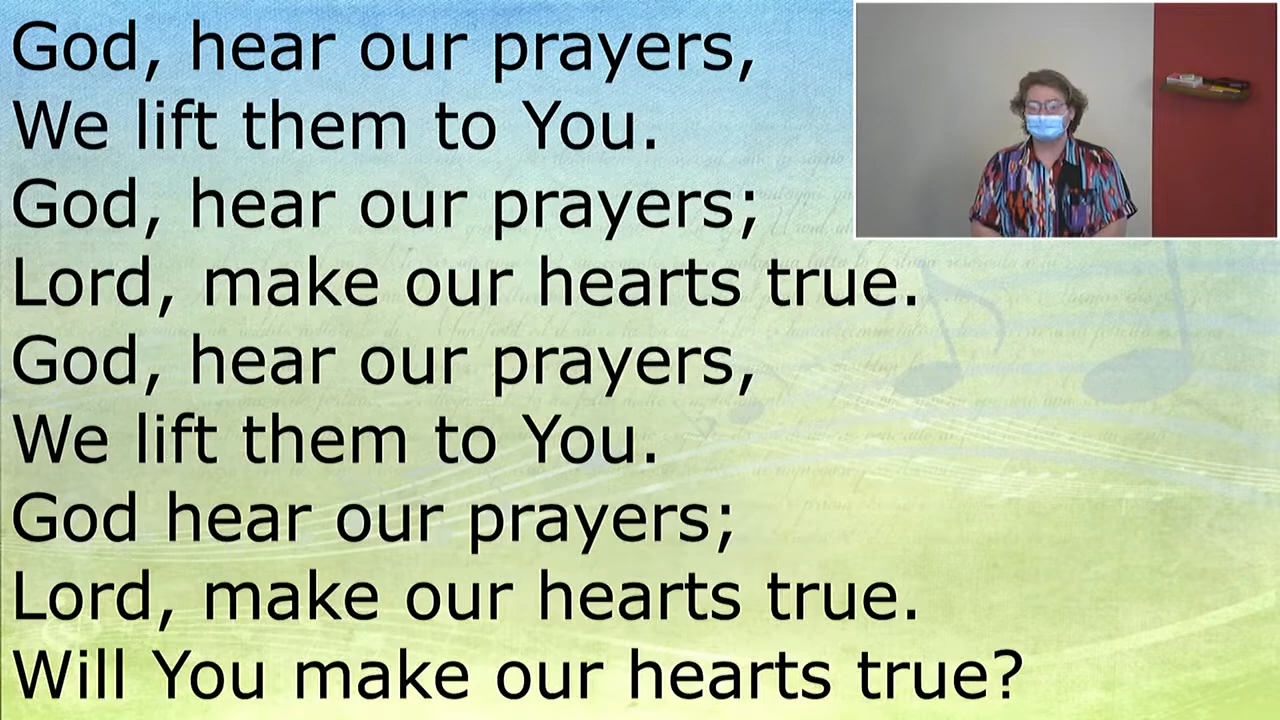 God, hear our prayers,
We lift them to You.
God, hear our prayers;
Lord, make our hearts true.
God, hear our prayers,
We lift them to You.
God hear our prayers;
Lord, make our hearts true.
Will You make our hearts true?